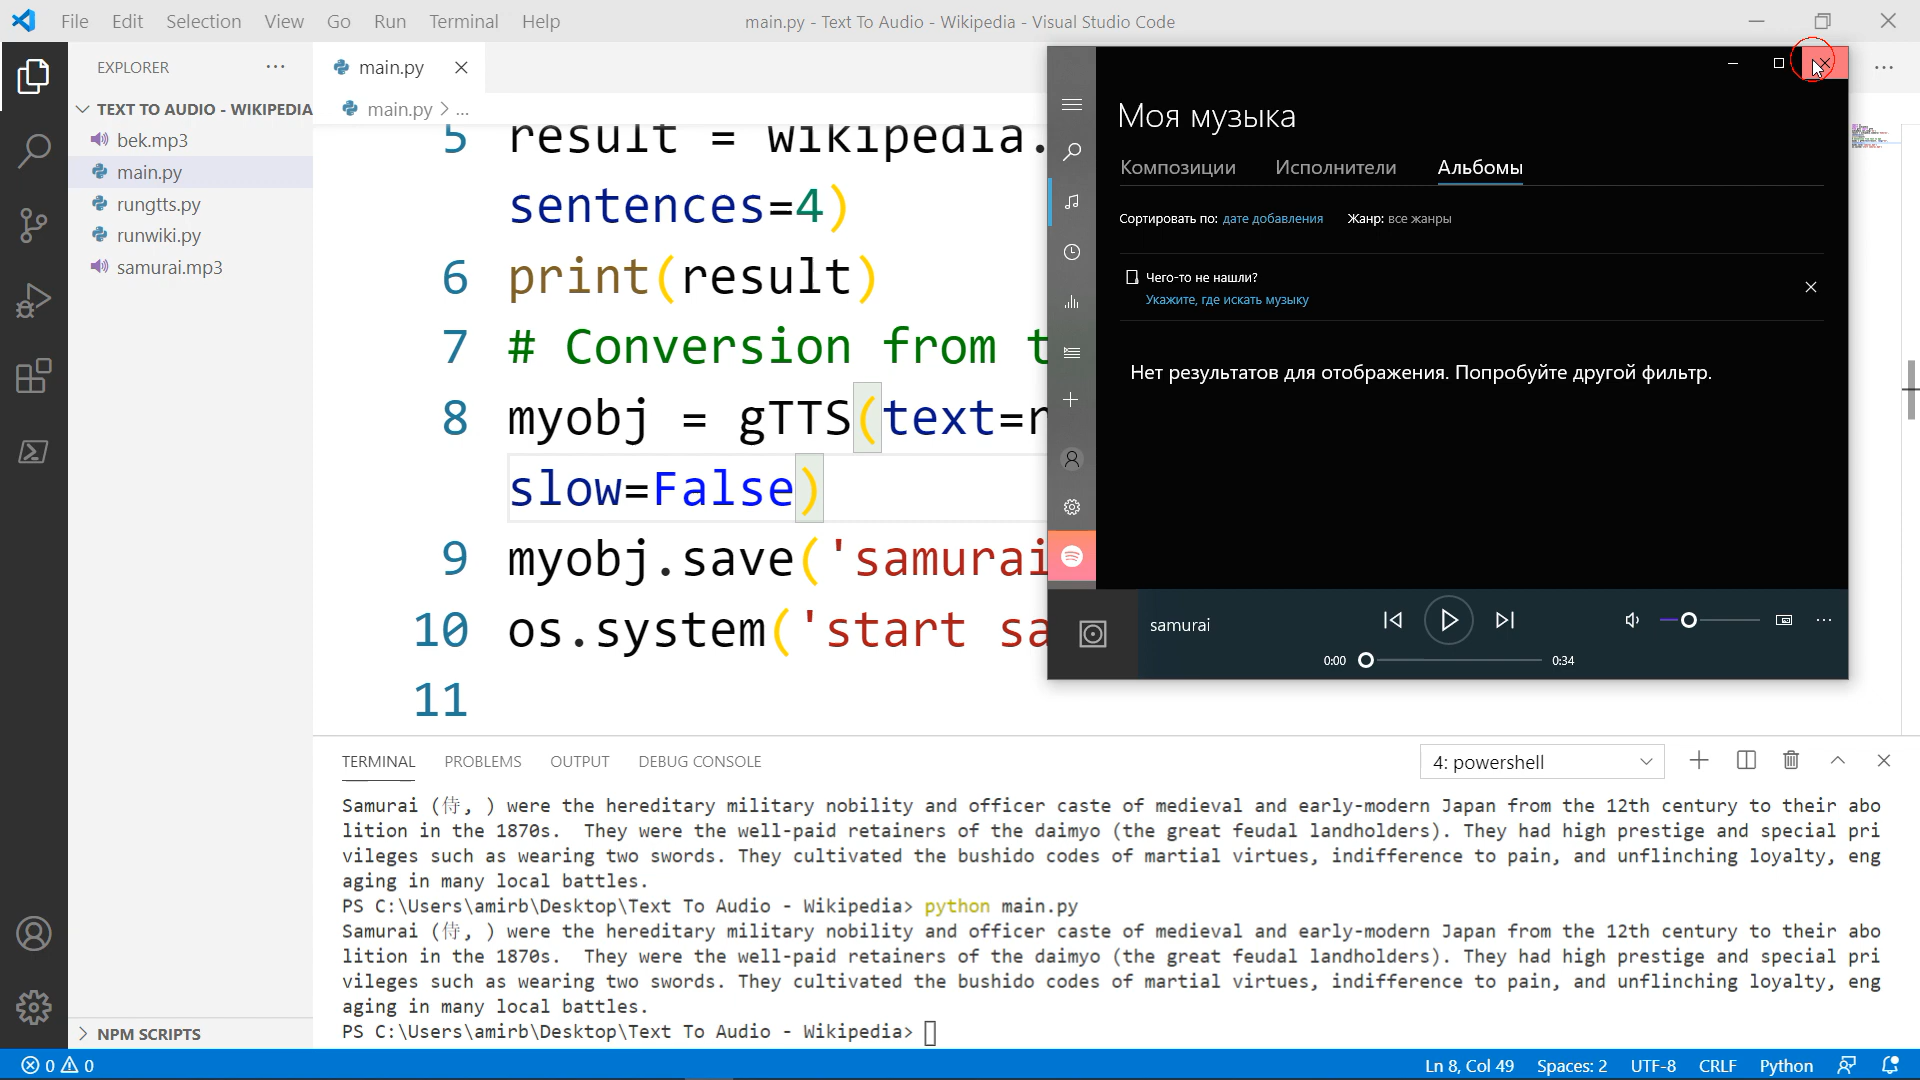 File Edit Selection View Go Run Terminal Help
main.py - Text To Audio - Wikipedia - Visual Studio Code
EXPLORER
TEXT TO AUDIO - WIKIPEDIA
bek.mp3
main.py
rungtts.py
runwiki.py
samurai.mp3
NPM SCRIPTS
main.py
main.py > ...
5 result = wikipedia.
sentences=4)
6 print(result)
7 # Conversion from t
8 myobj = gTTS(text=r
slow=False)
9 myobj.save('samurai
10 os.system('start sa
11
Моя музыка
Композиции Исполнители Альбомы
Сортировать по: дате добавления Жанр: все жанры
Чего-то не нашли?
Укажите, где искать музыку
Нет результатов для отображения. Попробуйте другой фильтр.
samurai
0:00 0:34
TERMINAL PROBLEMS OUTPUT DEBUG CONSOLE
4: powershell
Samurai (侍, ) were the hereditary military nobility and officer caste of medieval and early-modern Japan from the 12th century to their abo
lition in the 1870s. They were the well-paid retainers of the daimyo (the great feudal landholders). They had high prestige and special pri
vileges such as wearing two swords. They cultivated the bushido codes of martial virtues, indifference to pain, and unflinching loyalty, eng
aging in many local battles.
PS C:\Users\amirb\Desktop\Text To Audio - Wikipedia> python main.py
Samurai (侍, ) were the hereditary military nobility and officer caste of medieval and early-modern Japan from the 12th century to their abo
lition in the 1870s. They were the well-paid retainers of the daimyo (the great feudal landholders). They had high prestige and special pri
vileges such as wearing two swords. They cultivated the bushido codes of martial virtues, indifference to pain, and unflinching loyalty, eng
aging in many local battles.
PS C:\Users\amirb\Desktop\Text To Audio - Wikipedia>
0 0
Ln 8, Col 49 Spaces: 2 UTF-8 CRLF Python